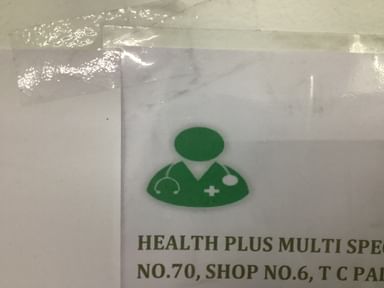 HEALTH PLUS MULTI SPE
NO.70, SHOP NO.6, T C PA